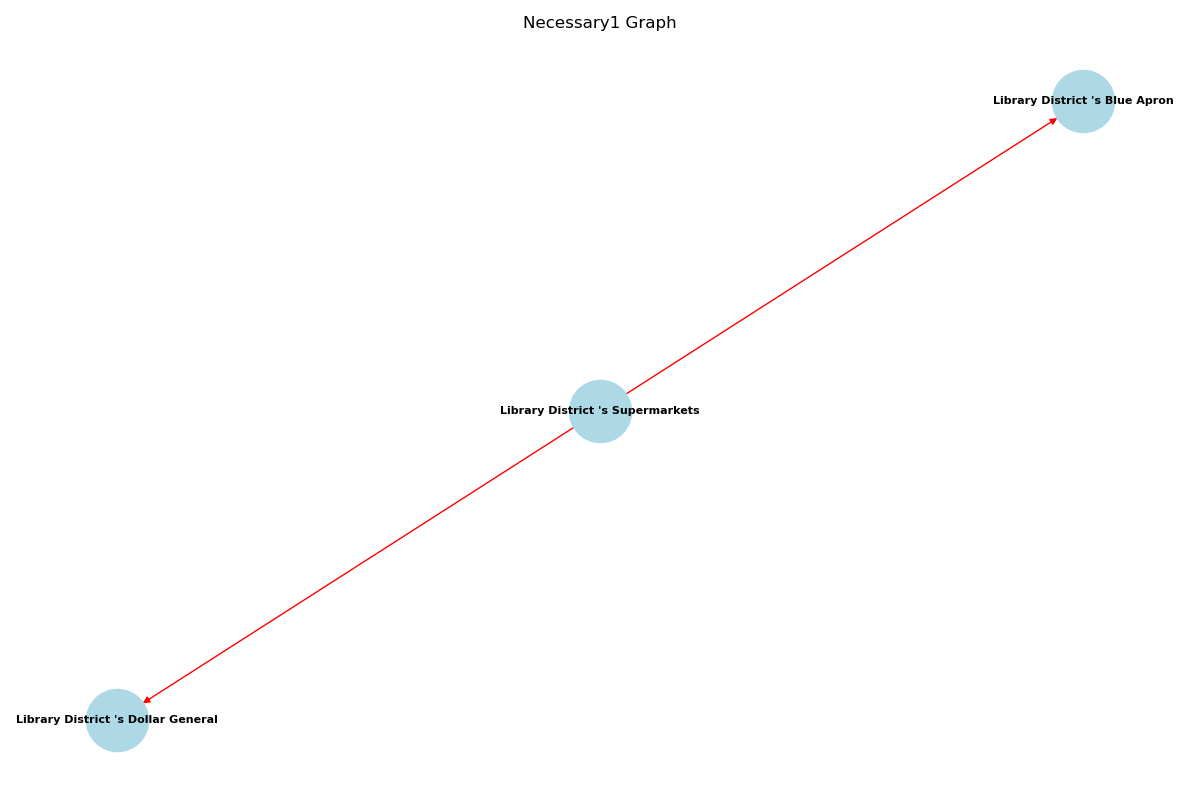 Necessary1 Graph
Library District 's Blue Apron
Library District 's Supermarkets
Library District 's Dollar General